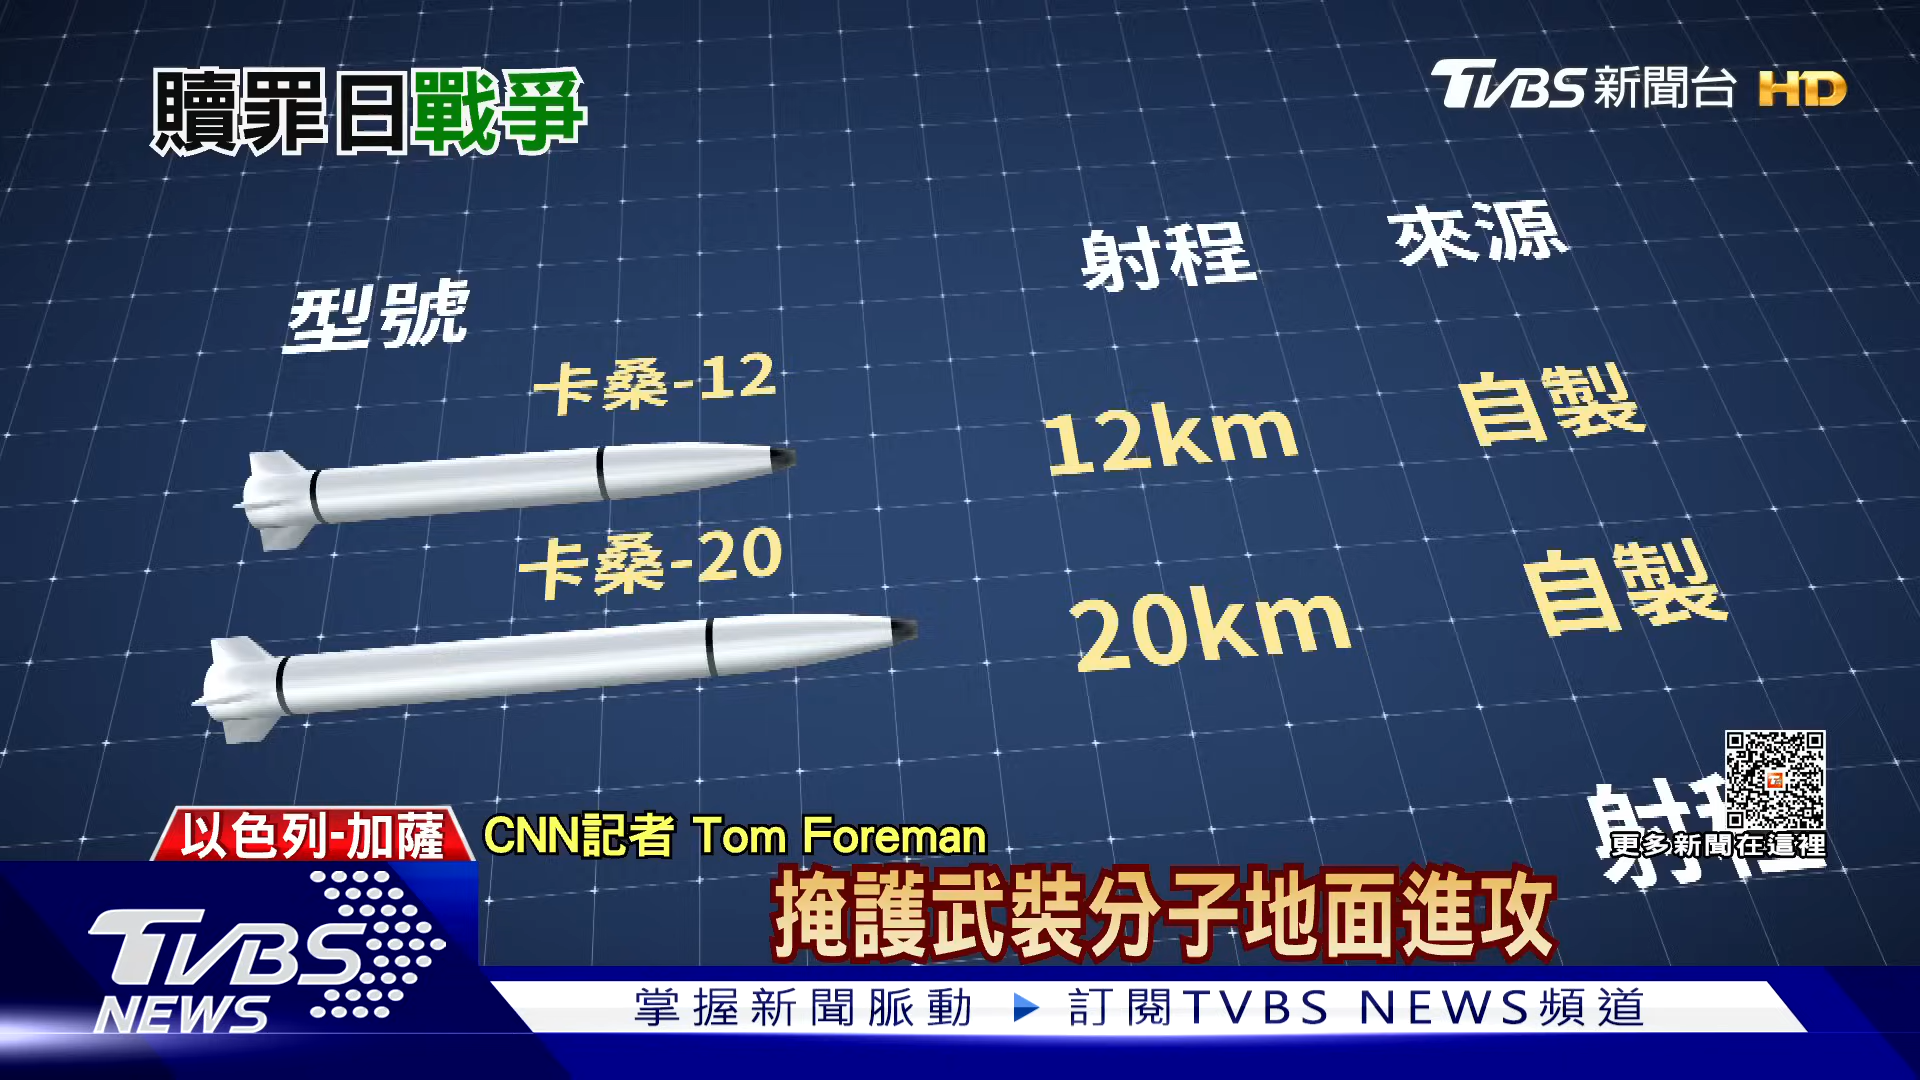 贖罪日戰爭
TVBS新聞台 HD
型號 射程 來源
卡桑-12 12km 自製
卡桑-20 20km 自製
射程
更多新聞在這裡
以色列-加薩
CNN記者 Tom Foreman
掩護武裝分子地面進攻
TVBS NEWS
掌握新聞脈動 ▶ 訂閱TVBS NEWS頻道